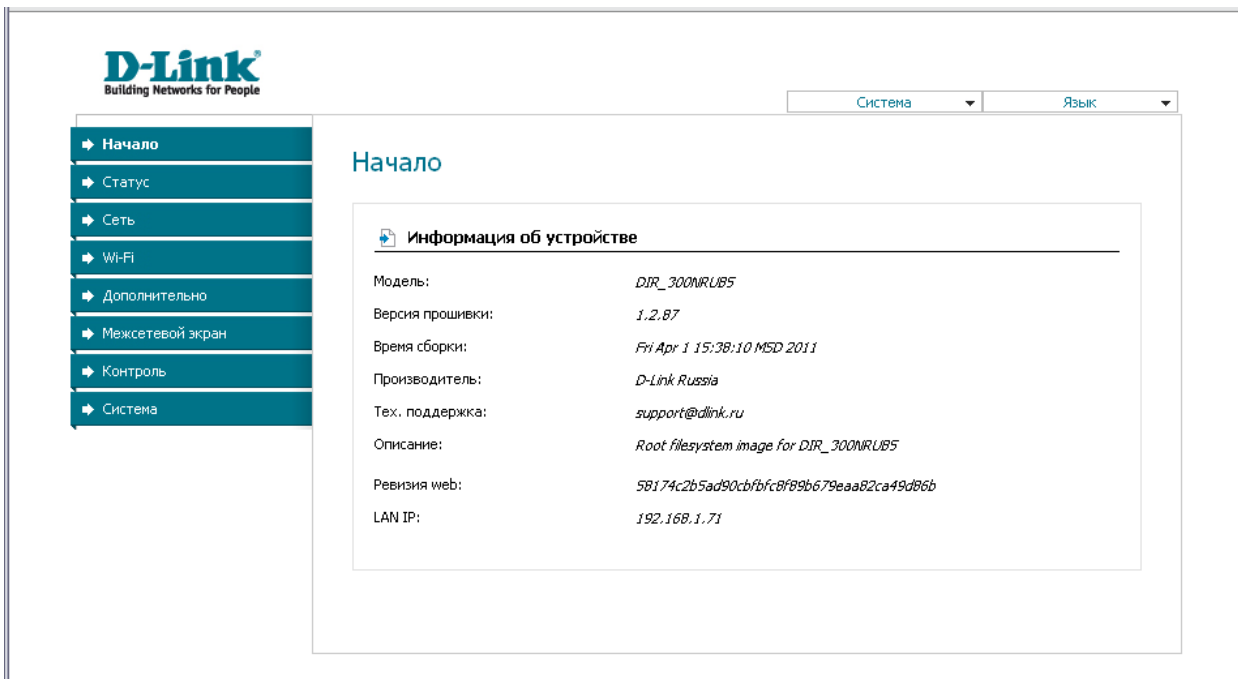 D-Link
Building Networks for People
Система
Язык
Начало
Статус
Сеть
Wi-Fi
Дополнительно
Межсетевой экран
Контроль
Система
Начало
Информация об устройстве
Модель: DIR_300NRUB5
Версия прошивки: 1.2.87
Время сборки: Fri Apr 1 15:38:10 MSD 2011
Производитель: D-Link Russia
Тех. поддержка: support@dlink.ru
Описание: Root filesystem image for DIR_300NRUB5
Ревизия web: 58174c2b5ad90cbfbfc8f89b679eaa82ca49d86b
LAN IP: 192.168.1.71